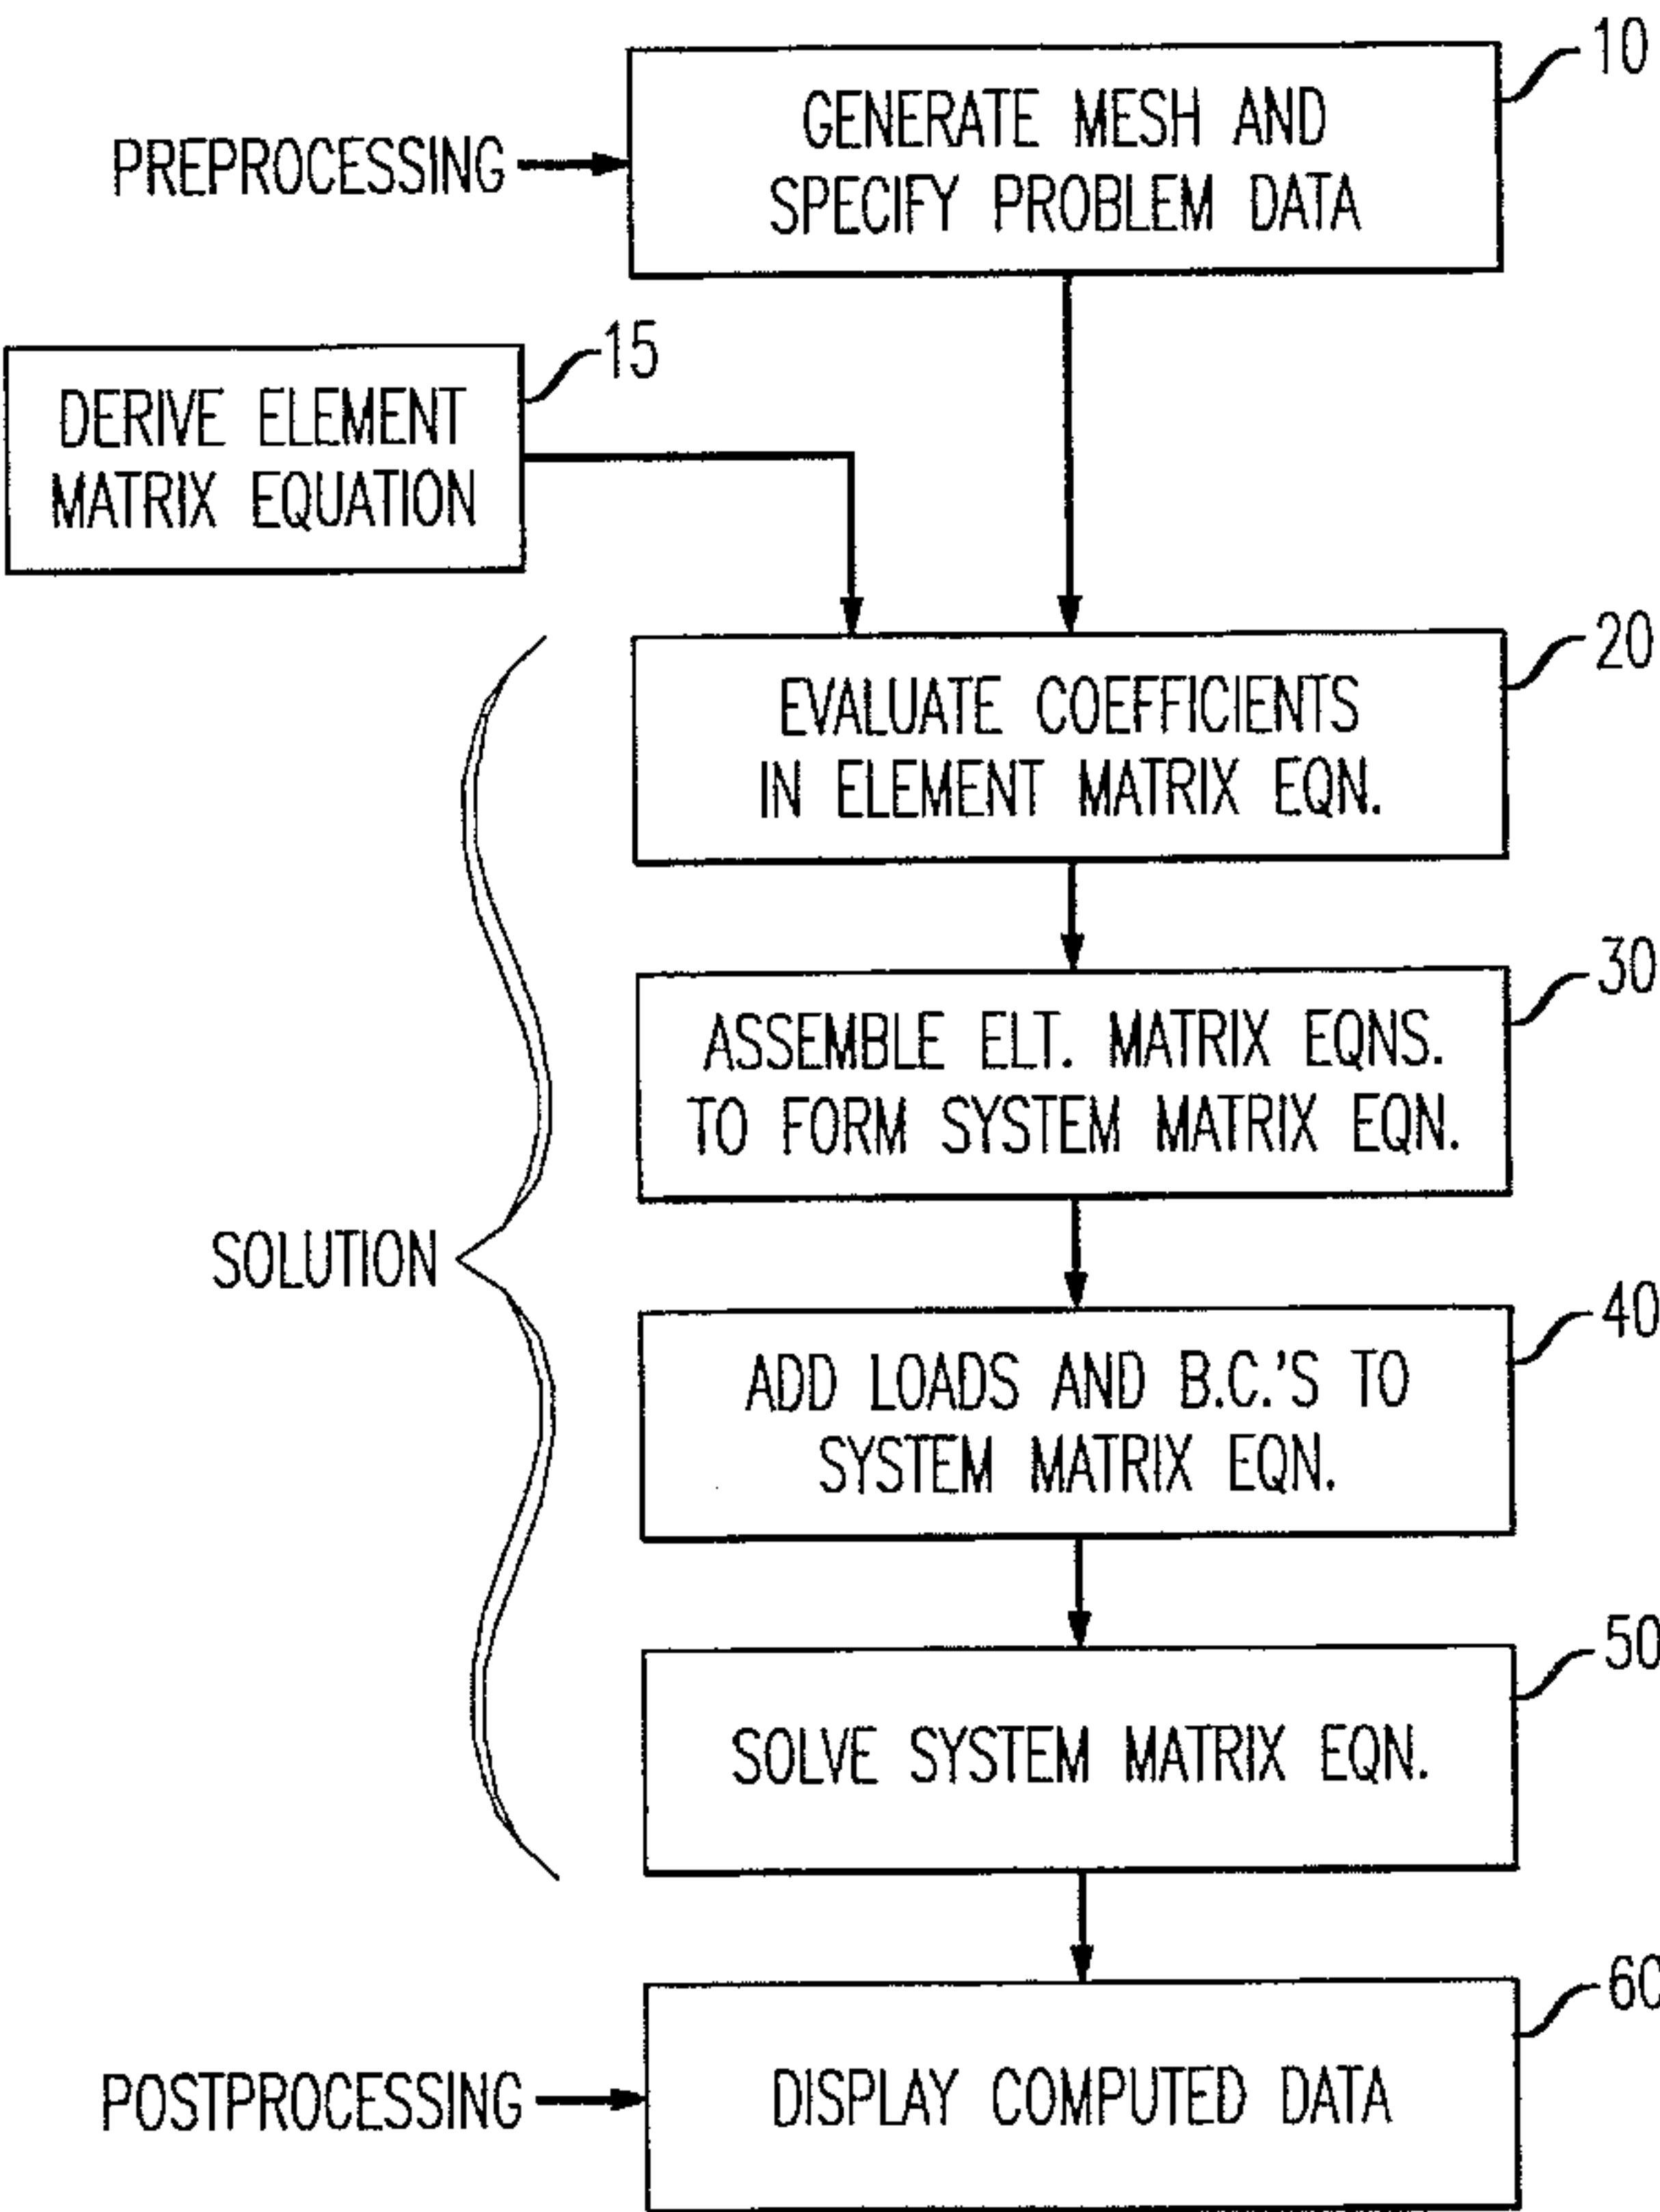 10
GENERATE MESH AND
SPECIFY PROBLEM DATA
PREPROCESSING
15
DERIVE ELEMENT
MATRIX EQUATION
20
EVALUATE COEFFICIENTS
IN ELEMENT MATRIX EQN.
30
ASSEMBLE ELT. MATRIX EQNS.
TO FORM SYSTEM MATRIX EQN.
SOLUTION
40
ADD LOADS AND B.C.'S TO
SYSTEM MATRIX EQN.
50
SOLVE SYSTEM MATRIX EQN.
60
POSTPROCESSING
DISPLAY COMPUTED DATA